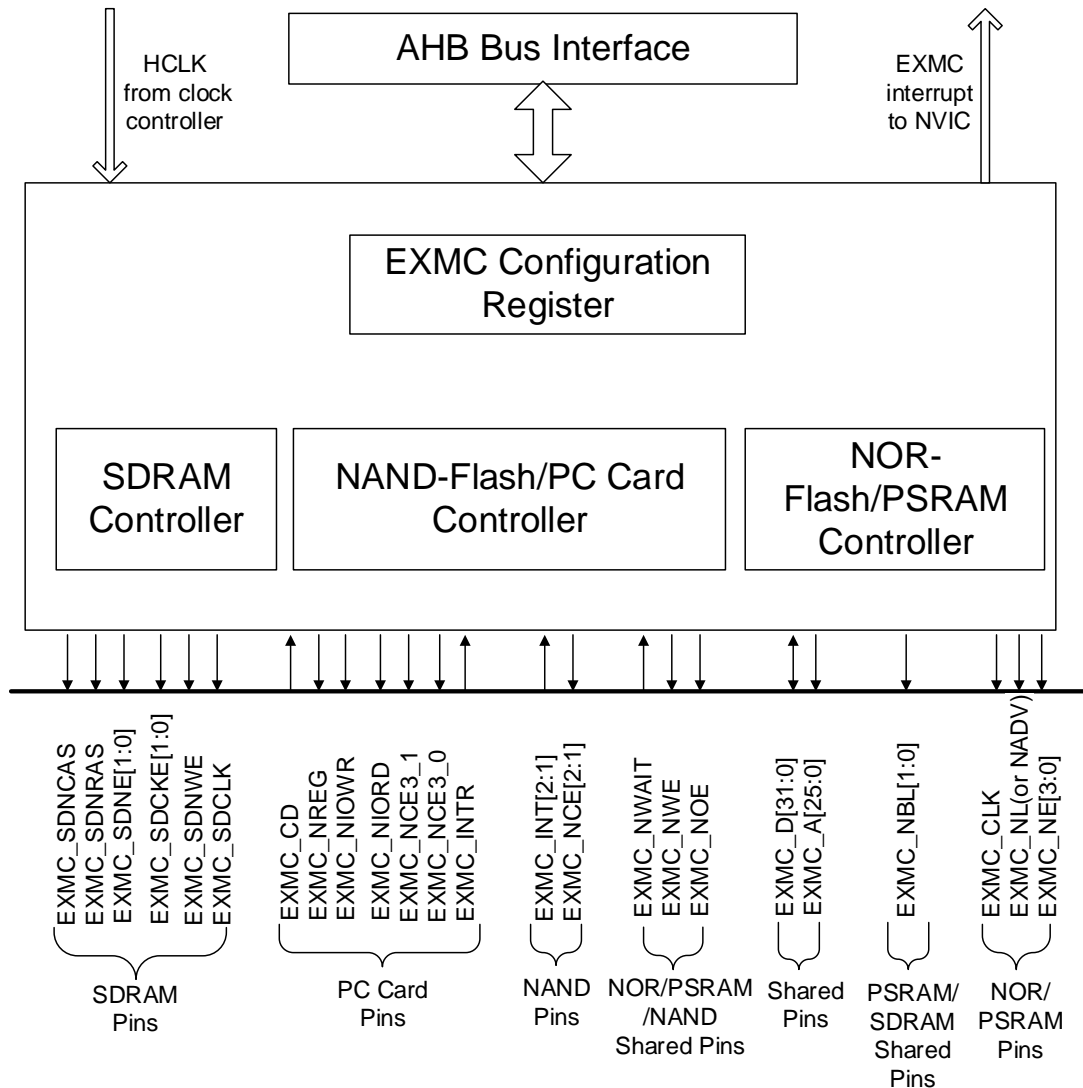 HCLK
from clock
controller
AHB Bus Interface
EXMC
interrupt
to NVIC
EXMC Configuration
Register
SDRAM
Controller
NAND-Flash/PC Card
Controller
NOR-
Flash/PSRAM
Controller
EXMC_SDNCAS
EXMC_SDNRAS
EXMC_SDNE[1:0]
EXMC_SDCKE[1:0]
EXMC_SDNWE
EXMC_SDCLK
EXMC_CD
EXMC_NREG
EXMC_NIOWR
EXMC_NIORD
EXMC_NCE3_1
EXMC_NCE3_0
EXMC_INTR
EXMC_INT[2:1]
EXMC_NCE[2:1]
EXMC_NWAIT
EXMC_NWE
EXMC_NOE
EXMC_D[31:0]
EXMC_A[25:0]
EXMC_NBL[1:0]
EXMC_CLK
EXMC_NL(or NADV)
EXMC_NE[3:0]
SDRAM
Pins
PC Card
Pins
NAND
Pins
NOR/PSRAM
/NAND
Shared Pins
Shared
Pins
PSRAM/
SDRAM
Shared
Pins
NOR/
PSRAM
Pins